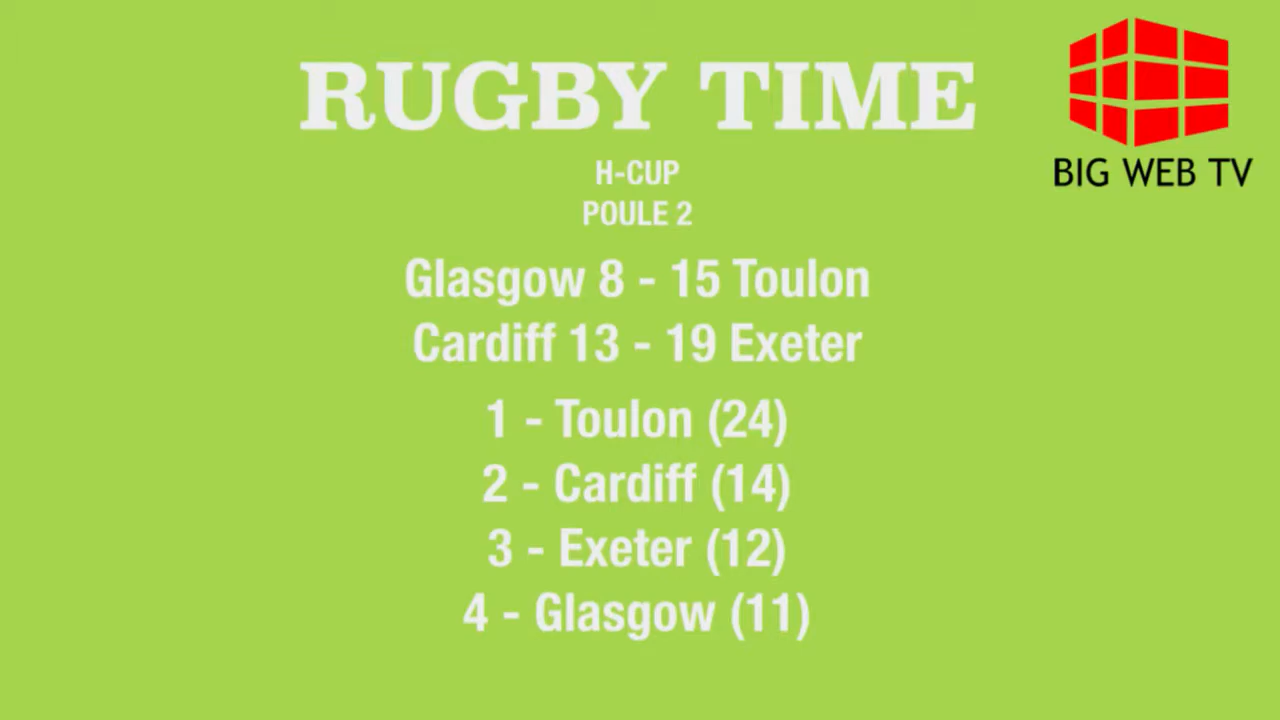 RUGBY TIME
BIG WEB TV
H-CUP
POULE 2
Glasgow 8 - 15 Toulon
Cardiff 13 - 19 Exeter
1 - Toulon (24)
2 - Cardiff (14)
3 - Exeter (12)
4 - Glasgow (11)